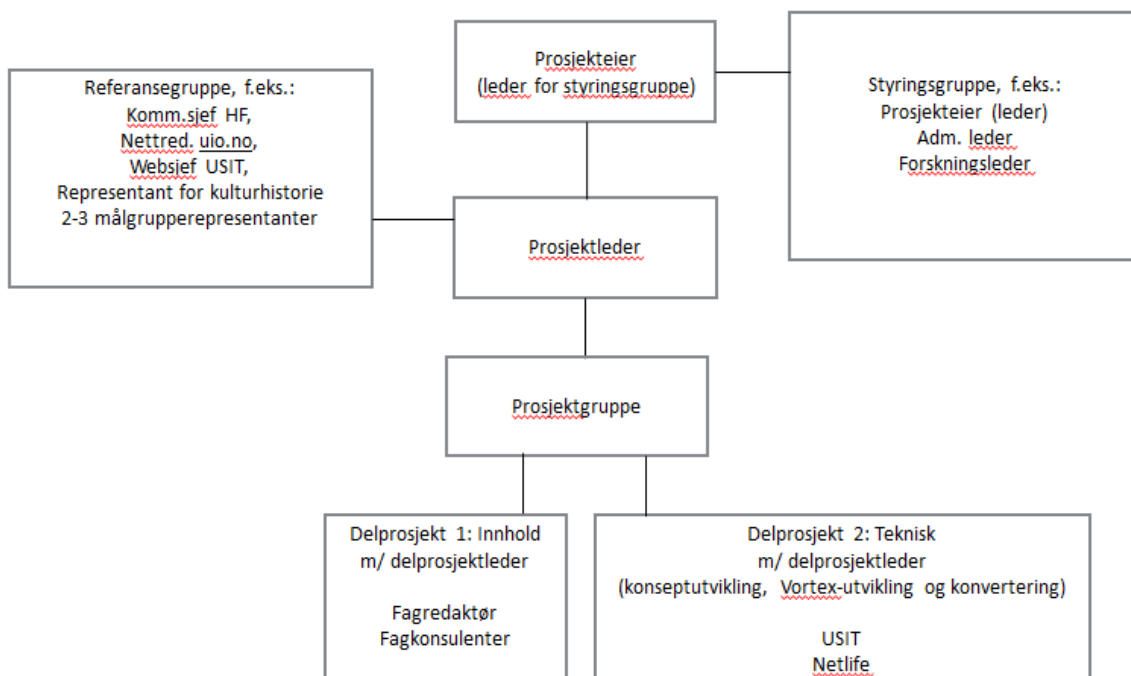 Prosjekteier
(leder for styringsgruppe)
Referansegruppe, f.eks.:
Komm.sjef HF,
Nettred. uio.no,
Websjef USIT,
Representant for kulturhistorie
2-3 målgrupperepresentanter
Styringsgruppe, f.eks.:
Prosjekteier (leder)
Adm. leder
Forskningsleder
Prosjektleder
Prosjektgruppe
Delprosjekt 1: Innhold
m/ delprosjektleder
Fagredaktør
Fagkonsulenter
Delprosjekt 2: Teknisk
m/ delprosjektleder
(konseptutvikling, Vortex-utvikling og konvertering)
USIT
Netlife